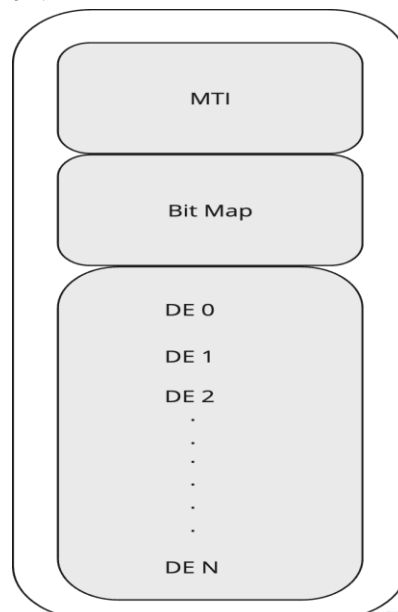 MTI
Bit Map
DE 0
DE 1
DE 2
.
.
.
.
.
.
DE N